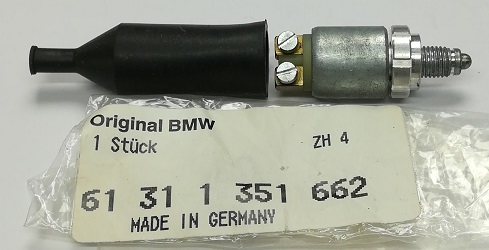 Original BMW
1 Stück ZH 4
61 31 1 351 662
MADE IN GERMANY